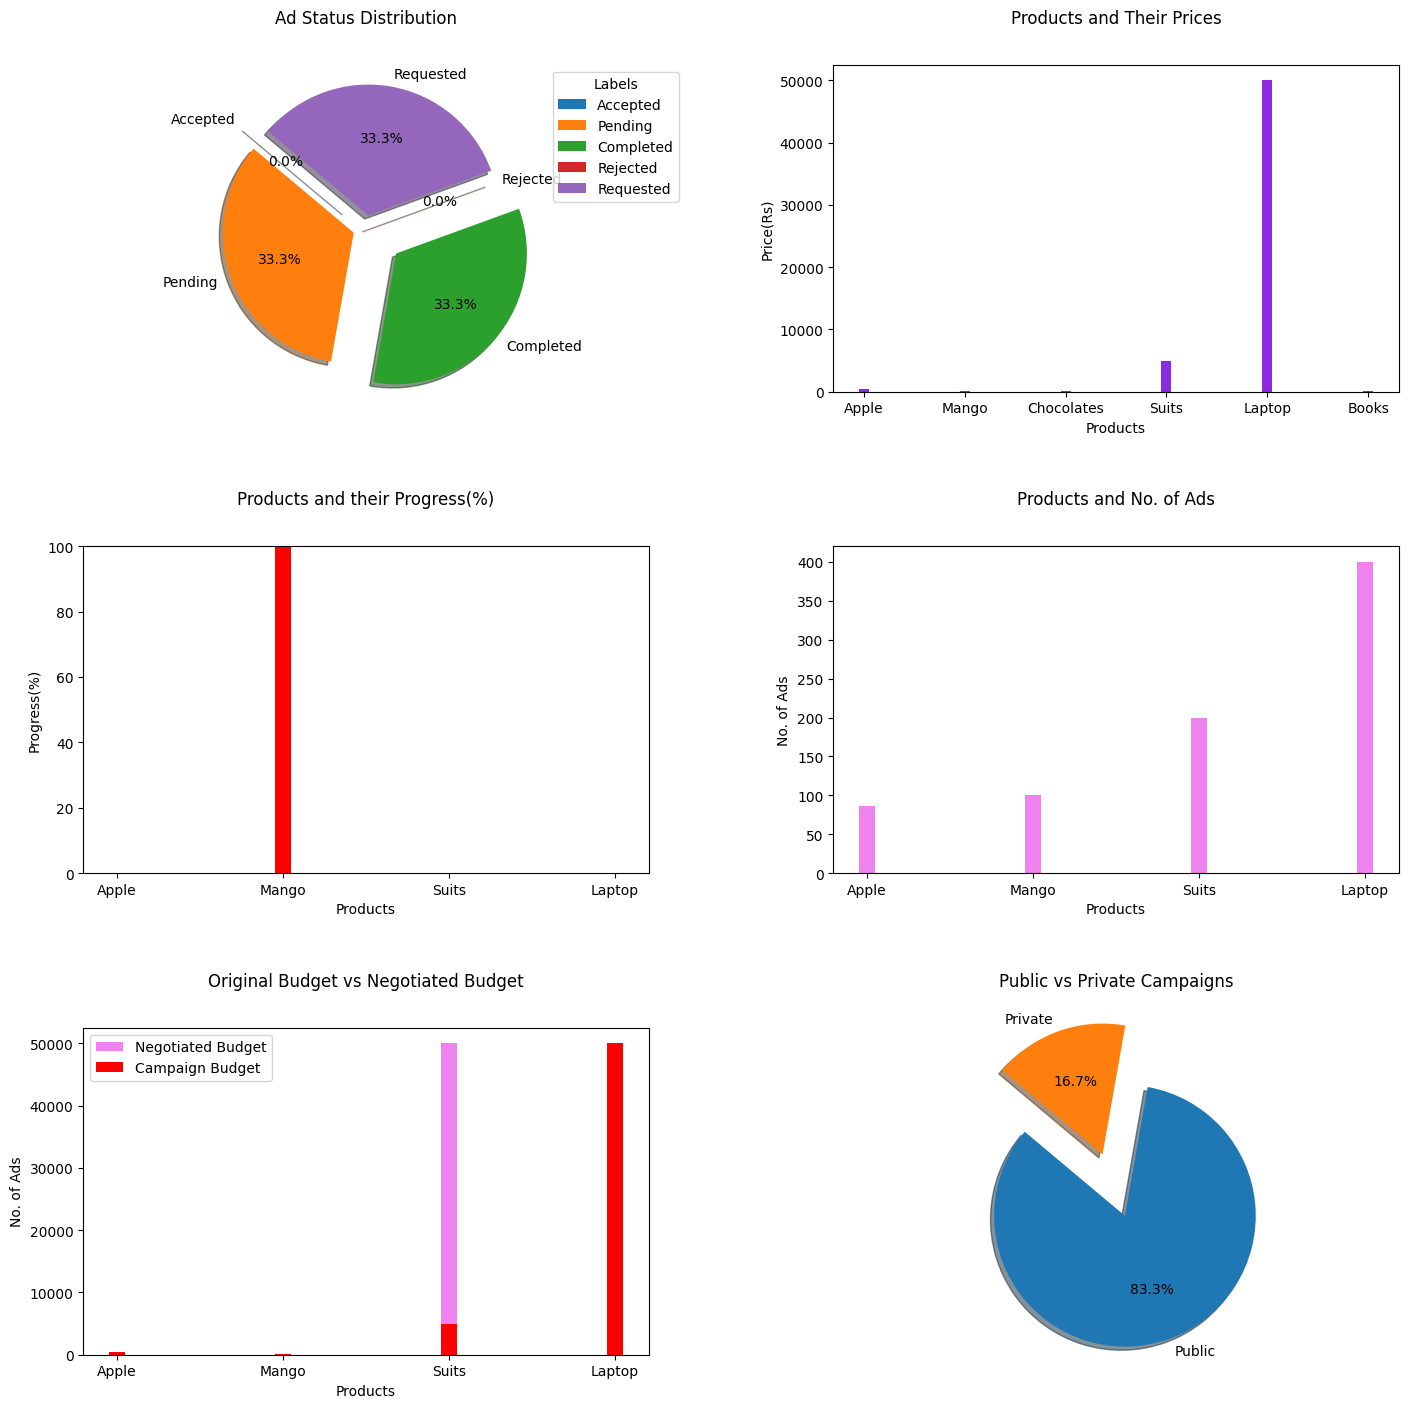 Ad Status Distribution
Requested
Accepted
33.3%
0.0%
Rejected
0.0%
33.3%
Pending
33.3%
Completed
Labels
Accepted
Pending
Completed
Rejected
Requested
Products and Their Prices
50000
40000
30000
20000
10000
0
Price(Rs)
Apple Mango Chocolates Suits Laptop Books
Products
Products and their Progress(%)
100
80
60
40
20
0
Progress(%)
Apple Mango Suits Laptop
Products
Products and No. of Ads
400
350
300
250
200
150
100
50
0
No. of Ads
Apple Mango Suits Laptop
Products
Original Budget vs Negotiated Budget
Negotiated Budget
Campaign Budget
50000
40000
30000
20000
10000
0
No. of Ads
Apple Mango Suits Laptop
Products
Public vs Private Campaigns
Private
16.7%
83.3%
Public